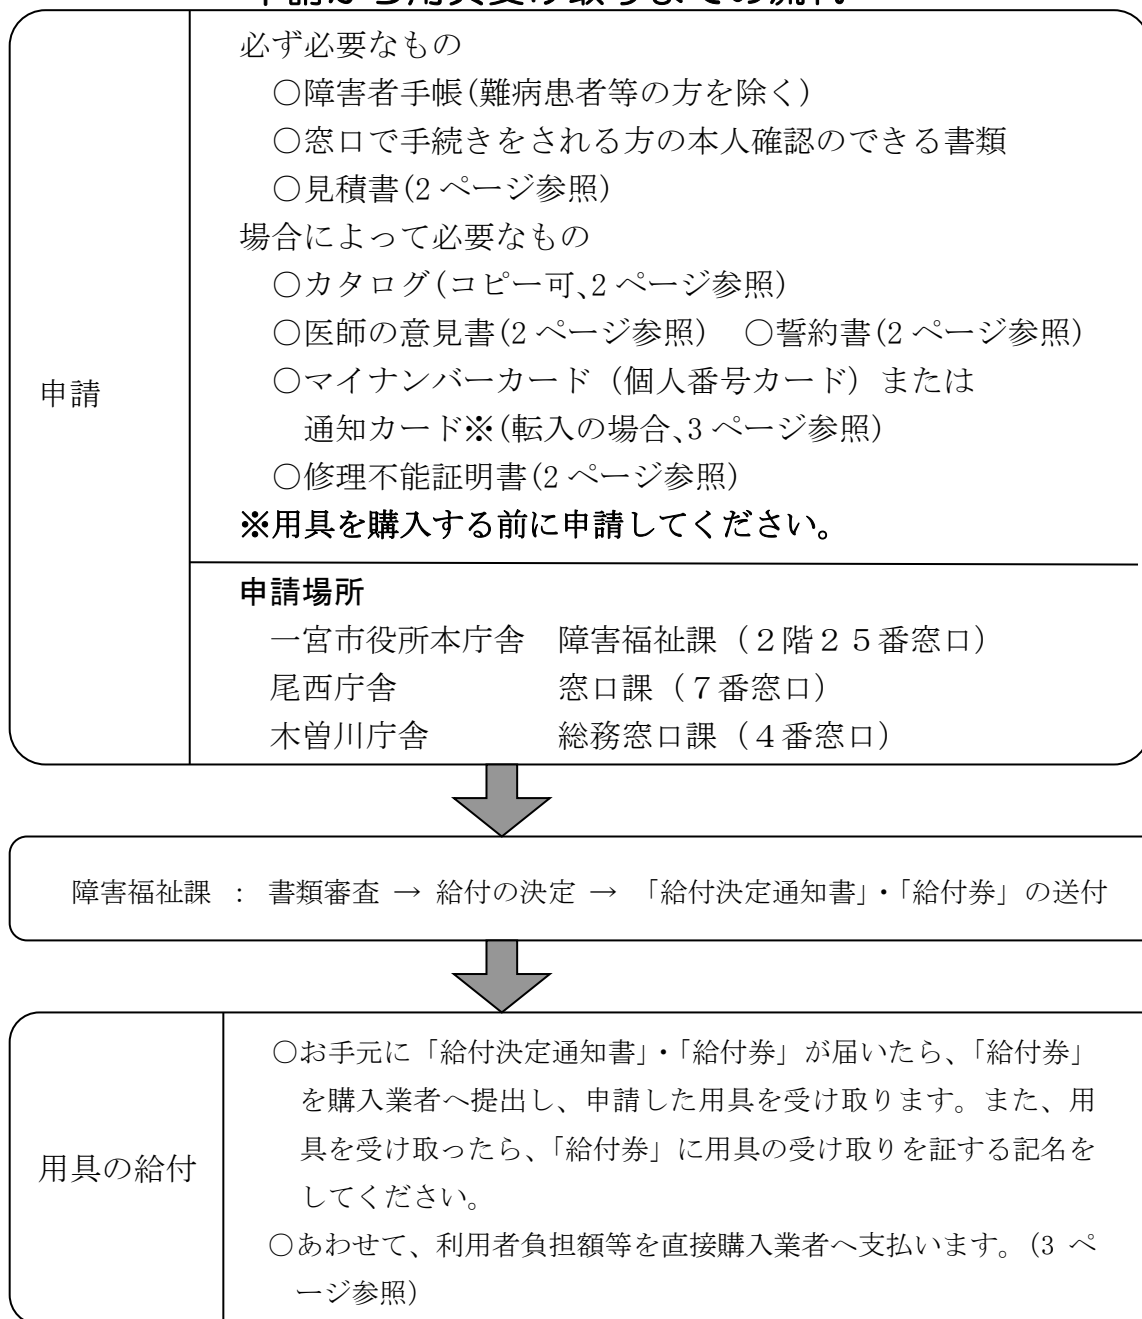 申請から用具受け取りまでの流れ
必ず必要なもの
○障害者手帳(難病患者等の方を除く)
○窓口で手続きをされる方の本人確認のできる書類
○見積書(2 ページ参照)
場合によって必要なもの
○カタログ(コピー可､2 ページ参照)
○医師の意見書(2 ページ参照) ○誓約書(2 ページ参照)
○マイナンバーカード（個人番号カード）または
通知カード※(転入の場合､3 ページ参照)
○修理不能証明書(2 ページ参照)
※用具を購入する前に申請してください。
申請
申請場所
一宮市役所本庁舎 障害福祉課（２階２５番窓口）
尾西庁舎 窓口課（７番窓口）
木曽川庁舎 総務窓口課（４番窓口）
障害福祉課 : 書類審査 → 給付の決定 → 「給付決定通知書」・「給付券」の送付
用具の給付
○お手元に「給付決定通知書」・「給付券」が届いたら、「給付券」
を購入業者へ提出し、申請した用具を受け取ります。また、用
具を受け取ったら、「給付券」に用具の受け取りを証する記名を
してください。
○あわせて、利用者負担額等を直接購入業者へ支払います。(3 ペ
ージ参照)